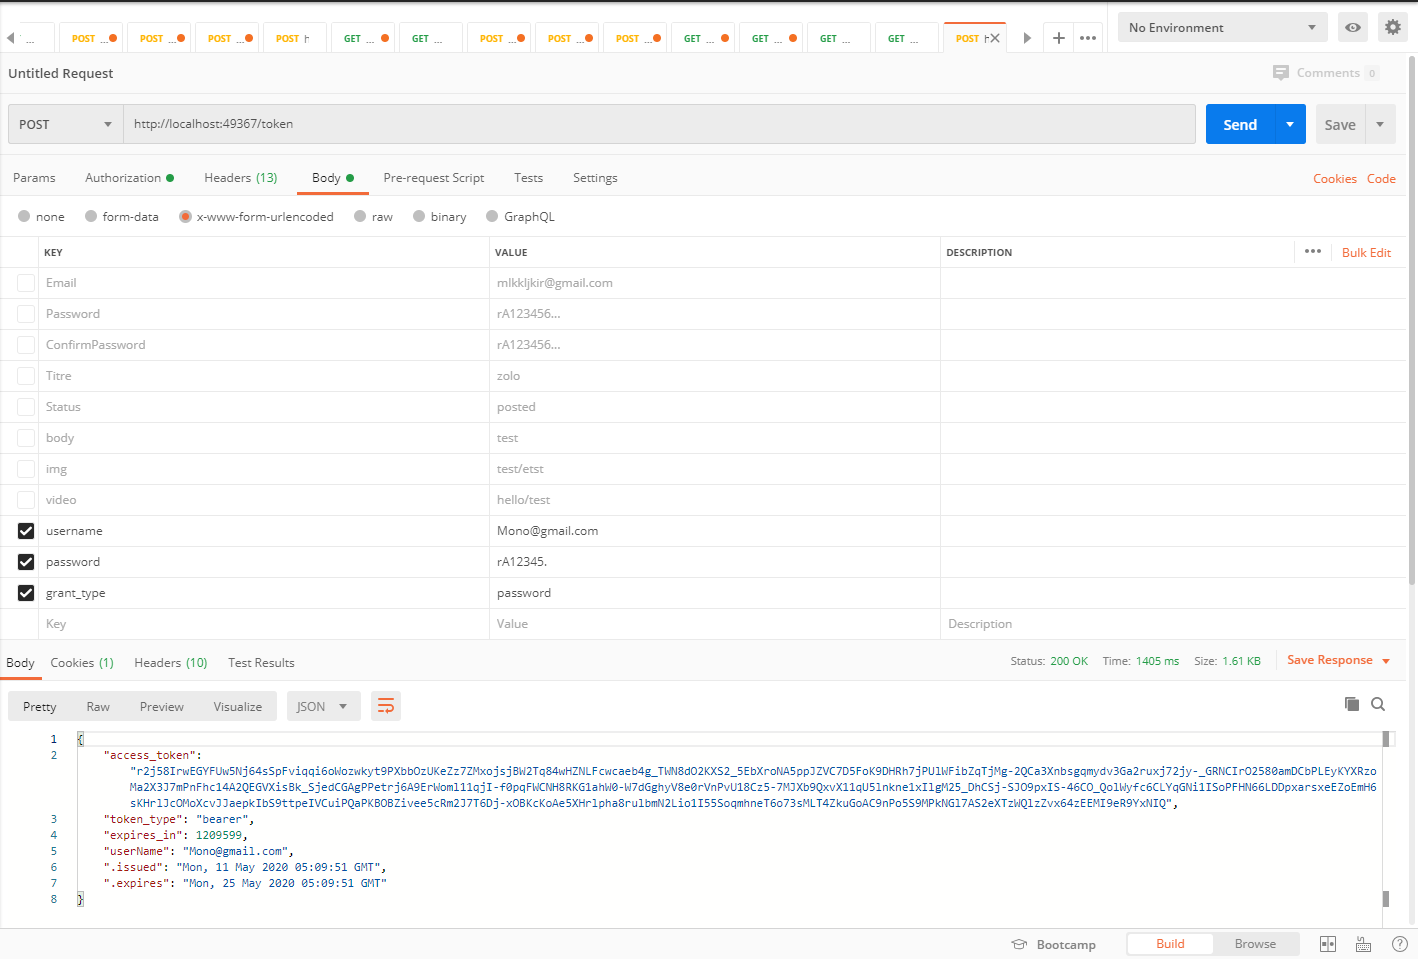 ... POST ... POST ... POST ... POST h GET ... GET ... POST ... POST ... POST ... GET ... GET ... GET ... GET ... POST No Environment
Untitled Request Comments 0
POST http://localhost:49367/token Send Save
Params Authorization Headers (13) Body Pre-request Script Tests Settings Cookies Code
none form-data x-www-form-urlencoded raw binary GraphQL
KEY VALUE DESCRIPTION ••• Bulk Edit
Email mlkkljkir@gmail.com
Password rA123456...
ConfirmPassword rA123456...
Titre zolo
Status posted
body test
img test/etst
video hello/test
username Mono@gmail.com
password rA12345.
grant_type password
Key Value Description
Body Cookies (1) Headers (10) Test Results Status: 200 OK Time: 1405 ms Size: 1.61 KB Save Response
Pretty Raw Preview Visualize JSON
1 {
2 "access_token":
"r2j58IrwEGYFUw5Nj64sSpFviqqi6oWozwkyt9PXbbOzUKeZz7ZMxojsjBW2Tq84wHZNLFcwcaeb4g_TWN8dO2KXS2_5EbXroNA5ppJZVC7D5FoK9DHRh7jPUlWFibZqTjMg-2QCa3Xnbsgqmydv3Ga2ruxj72jy-_GRNCIrO2580amDCbPLEyKYXRzo
Ma2X3J7mPnFhc14A2QEGVXisBk_SjedCGAgPPetrj6A9ErWoml11qjI-f0pqFWCNH8RKG1ahW0-W7dGghyV8e0rVnPvU18Cz5-7MJXb9QxvX11qU5lnkne1xIlgM25_DhCSj-SJO9pxIS-46CO_QolWyfc6CLYqGNi1ISoPFHN66LDDpxarsxeEZoEmH6
sKHrlJcOMoXcvJJaepkIbS9ttpeIVCuiPQaPKBOBZivee5cRm2J7T6Dj-xOBKcKoAe5XHrlpha8rulbmN2Lio1I55SoqmhneT6o73sMLT4ZkuGoAC9nPo5S9MPkNGl7AS2eXTzWQlzZvx64zEEMI9eR9YxNIQ",
3 "token_type": "bearer",
4 "expires_in": 1209599,
5 "userName": "Mono@gmail.com",
6 ".issued": "Mon, 11 May 2020 05:09:51 GMT",
7 ".expires": "Mon, 25 May 2020 05:09:51 GMT"
8 }
Bootcamp Build Browse